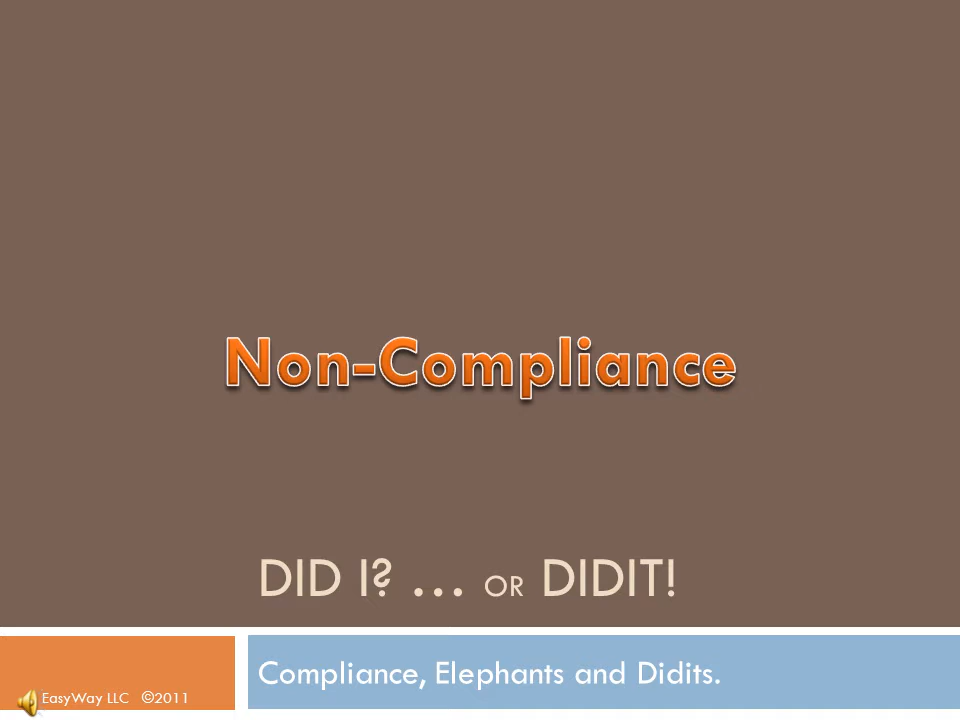 Non-Compliance
DID I? … OR DIDIT!
Compliance, Elephants and Didits.
EasyWay LLC ©2011